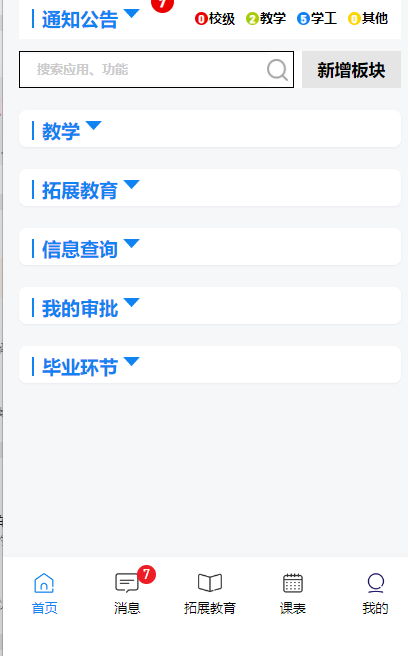 通知公告 7 0校级 2教学 5学工 0其他
搜索应用、功能 新增板块
教学
拓展教育
信息查询
我的审批
毕业环节
7
首页 消息 拓展教育 课表 我的